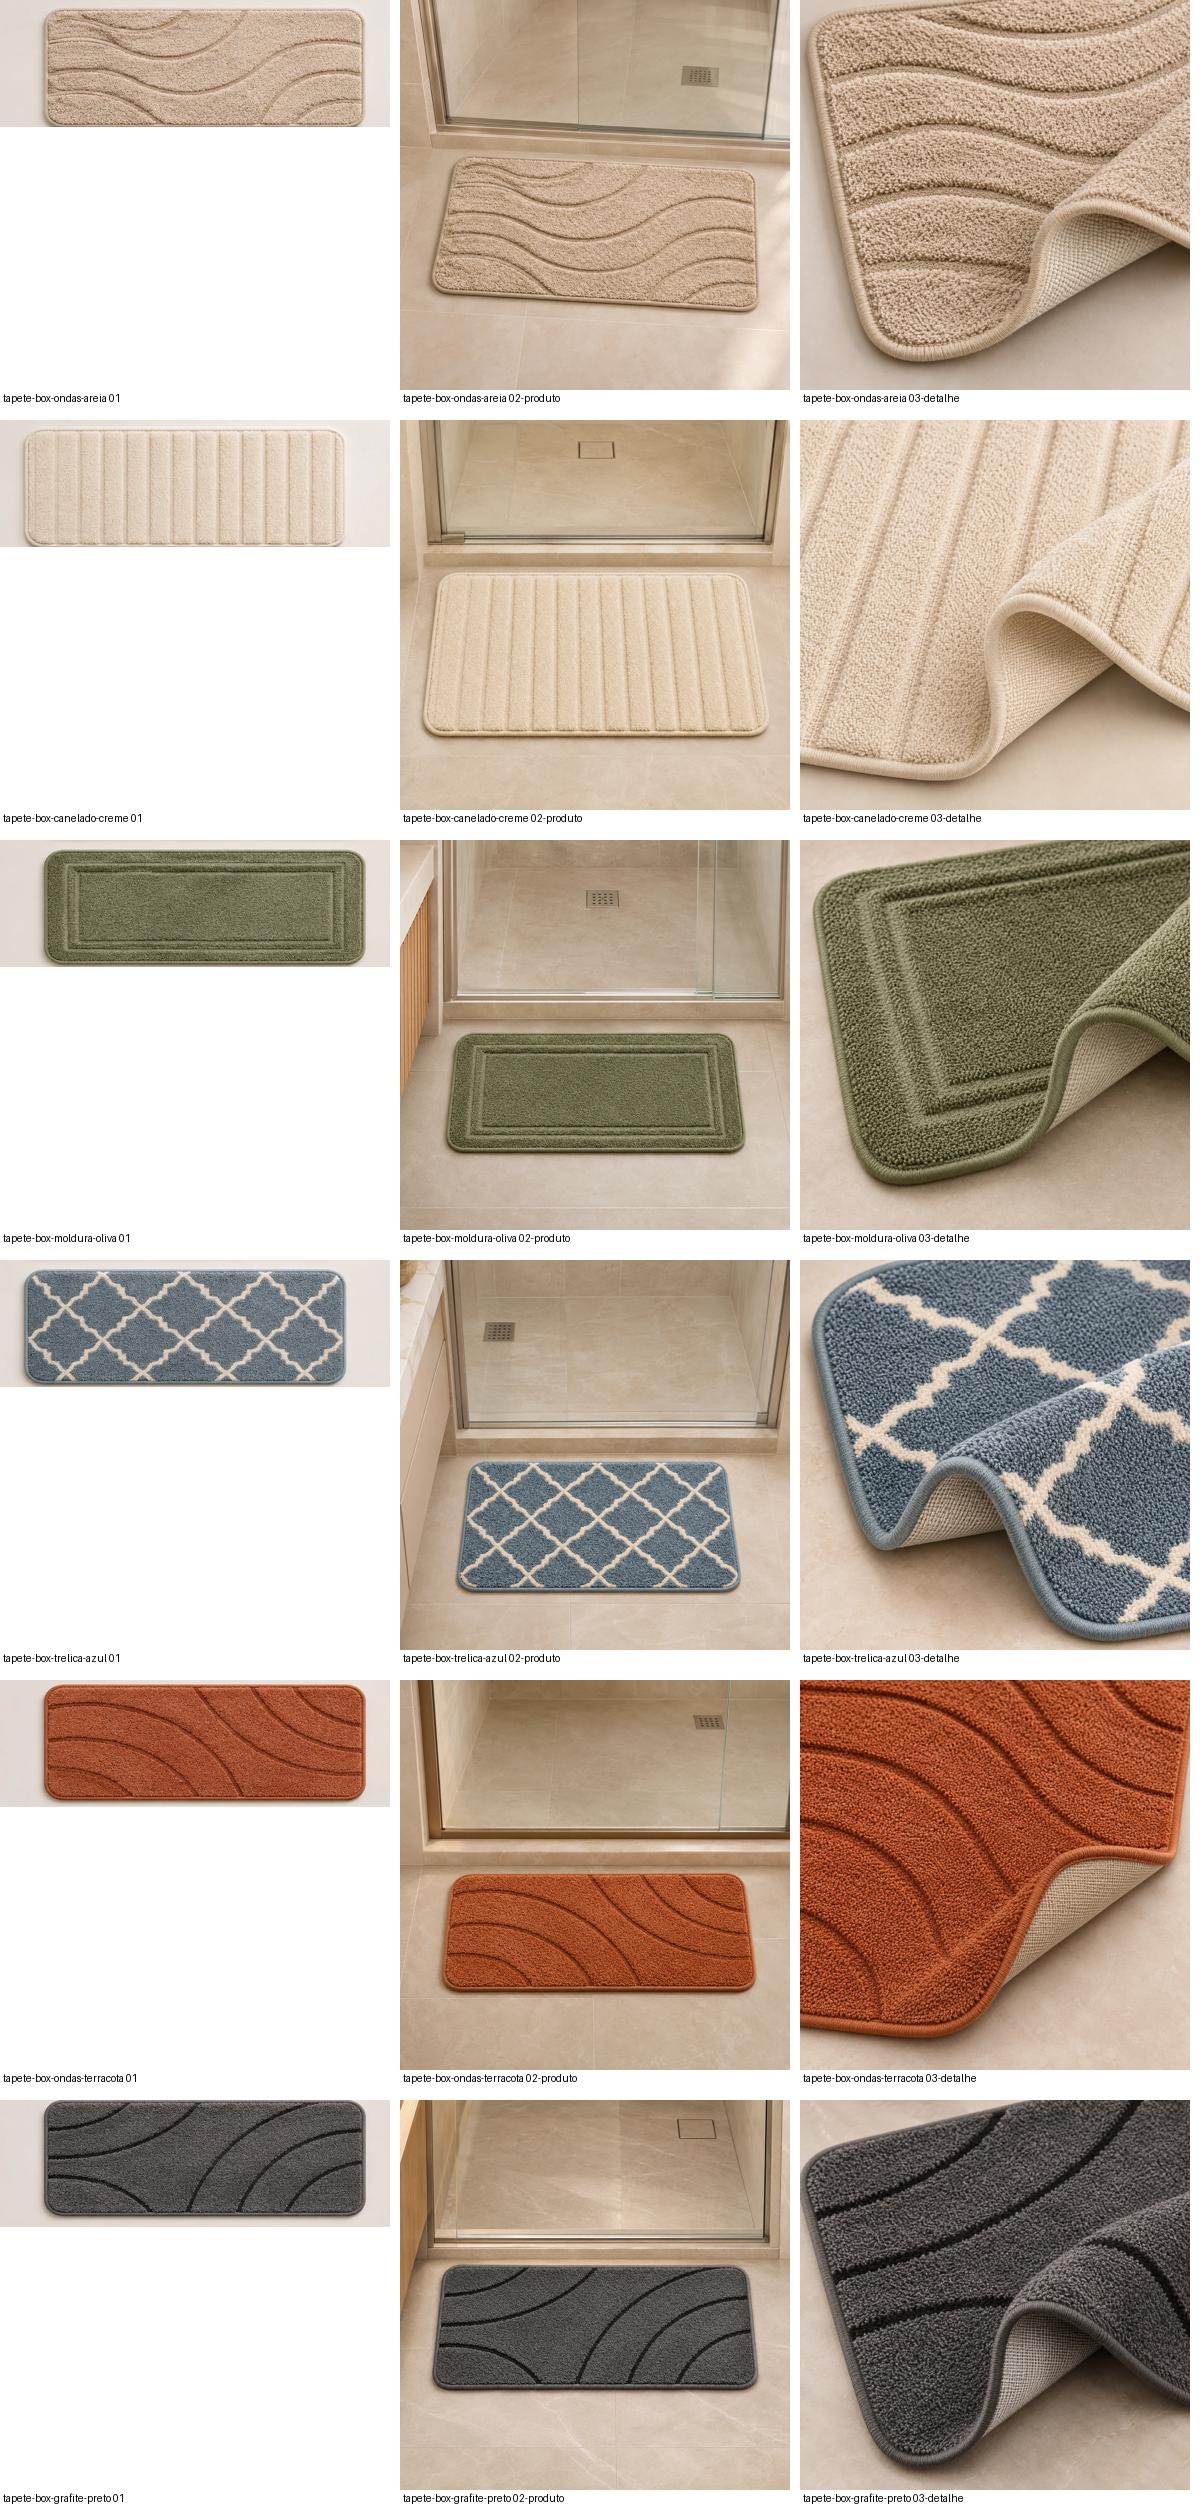 tapete-box-ondas-areia 01
tapete-box-ondas-areia 02-produto
tapete-box-ondas-areia 03-detalhe
tapete-box-canelado-creme 01
tapete-box-canelado-creme 02-produto
tapete-box-canelado-creme 03-detalhe
tapete-box-moldura-oliva 01
tapete-box-moldura-oliva 02-produto
tapete-box-moldura-oliva 03-detalhe
tapete-box-trelica-azul 01
tapete-box-trelica-azul 02-produto
tapete-box-trelica-azul 03-detalhe
tapete-box-ondas-terracota 01
tapete-box-ondas-terracota 02-produto
tapete-box-ondas-terracota 03-detalhe
tapete-box-grafite-preto 01
tapete-box-grafite-preto 02-produto
tapete-box-grafite-preto 03-detalhe